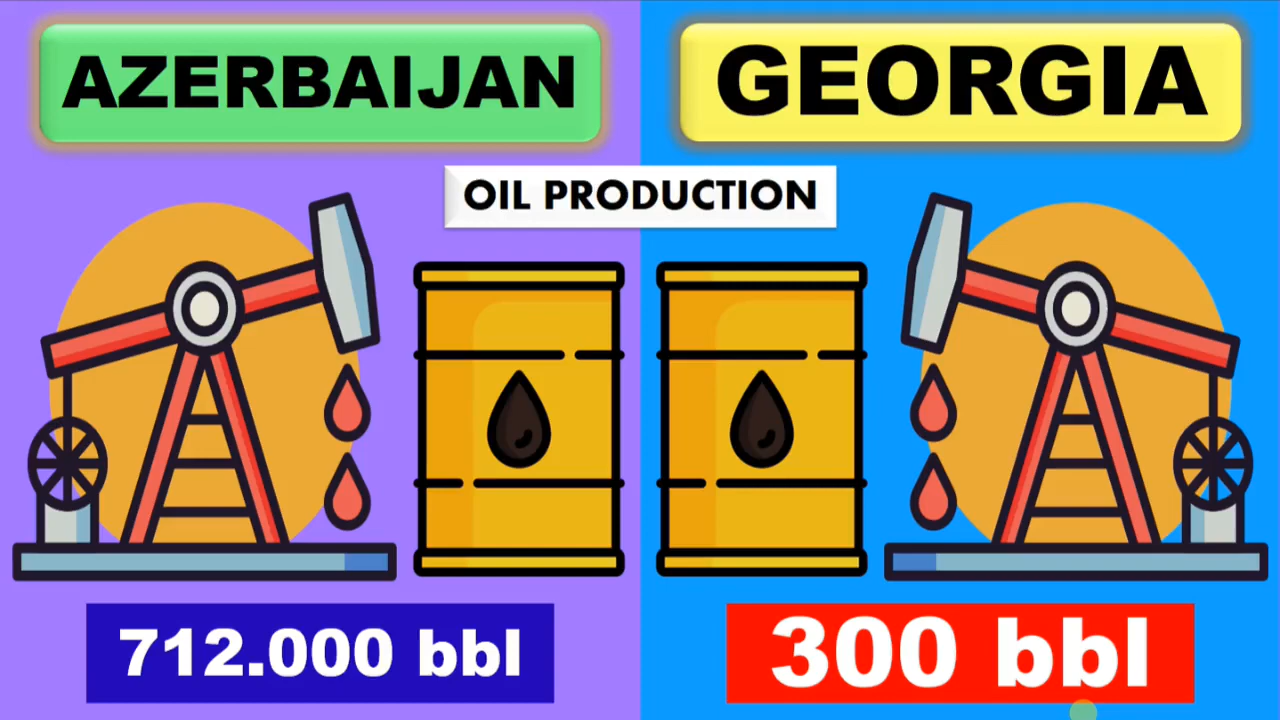 AZERBAIJAN
GEORGIA
OIL PRODUCTION
712.000 bbl
300 bbl